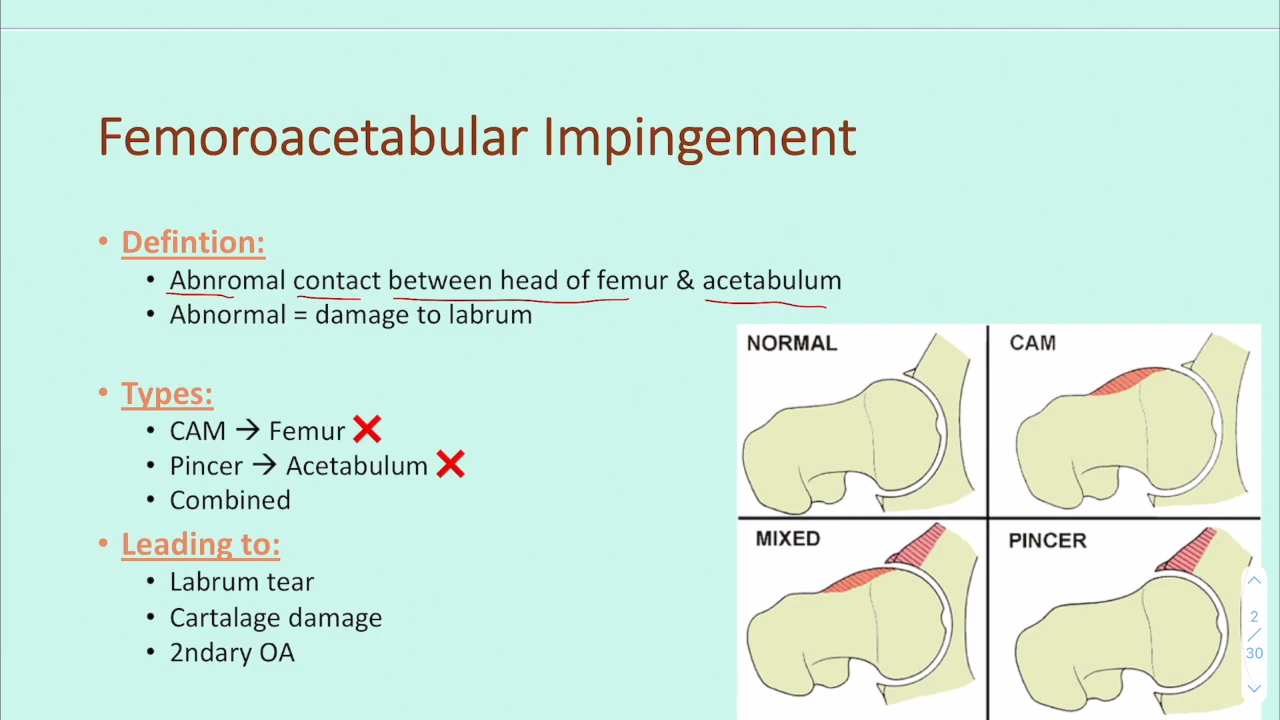 Femoroacetabular Impingement
• Defintion:
• Abnromal contact between head of femur & acetabulum
• Abnormal = damage to labrum
• Types:
• CAM → Femur ❌
• Pincer → Acetabulum ❌
• Combined
• Leading to:
• Labrum tear
• Cartalage damage
• 2ndary OA
NORMAL
CAM
MIXED
PINCER
2
/
30